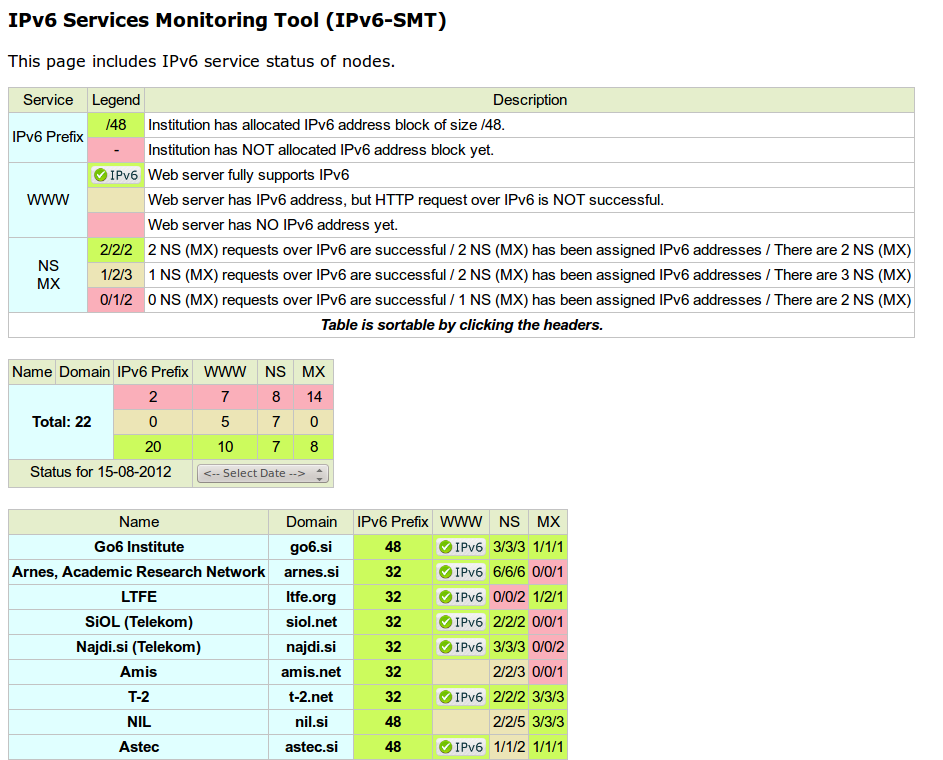 IPv6 Services Monitoring Tool (IPv6-SMT)
This page includes IPv6 service status of nodes.
Service Legend Description
IPv6 Prefix /48 Institution has allocated IPv6 address block of size /48.
- Institution has NOT allocated IPv6 address block yet.
WWW IPv6 Web server fully supports IPv6
Web server has IPv6 address, but HTTP request over IPv6 is NOT successful.
Web server has NO IPv6 address yet.
NS MX 2/2/2 2 NS (MX) requests over IPv6 are successful / 2 NS (MX) has been assigned IPv6 addresses / There are 2 NS (MX)
1/2/3 1 NS (MX) requests over IPv6 are successful / 2 NS (MX) has been assigned IPv6 addresses / There are 3 NS (MX)
0/1/2 0 NS (MX) requests over IPv6 are successful / 1 NS (MX) has been assigned IPv6 addresses / There are 2 NS (MX)
Table is sortable by clicking the headers.
Name Domain IPv6 Prefix WWW NS MX
Total: 22 2 7 8 14
0 5 7 0
20 10 7 8
Status for 15-08-2012 <-- Select Date -->
Name Domain IPv6 Prefix WWW NS MX
Go6 Institute go6.si 48 IPv6 3/3/3 1/1/1
Arnes, Academic Research Network arnes.si 32 IPv6 6/6/6 0/0/1
LTFE ltfe.org 32 IPv6 0/0/2 1/2/1
SiOL (Telekom) siol.net 32 IPv6 2/2/2 0/0/1
Najdi.si (Telekom) najdi.si 32 IPv6 3/3/3 0/0/2
Amis amis.net 32 2/2/3 0/0/1
T-2 t-2.net 32 IPv6 2/2/2 3/3/3
NIL nil.si 48 2/2/5 3/3/3
Astec astec.si 48 IPv6 1/1/2 1/1/1